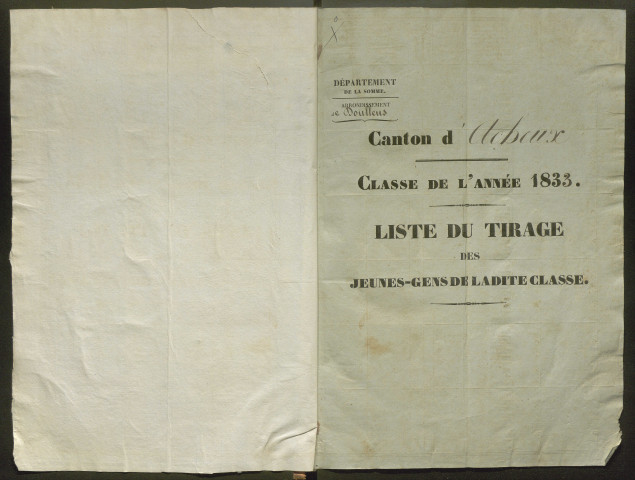 DÉPARTEMENT
DE LA SOMME.
ARRONDISSEMENT
de Doullens
Canton d'Acheux
CLASSE DE L'ANNÉE 1833.
LISTE DU TIRAGE
DES
JEUNES-GENS DE LADITE CLASSE.